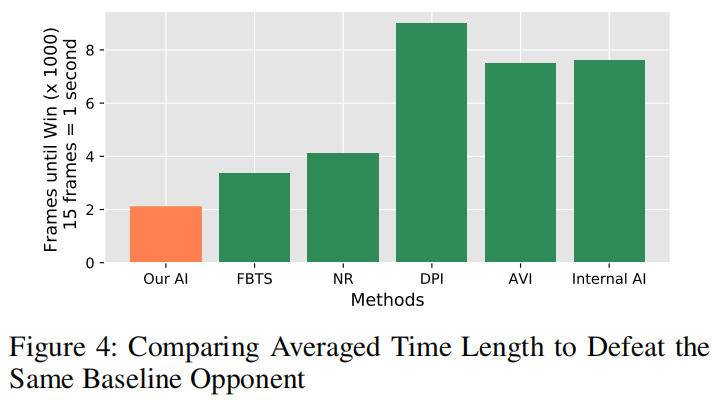 Frames until Win (x 1000)
15 frames = 1 second
8
6
4
2
0
Our AI
FBTS
NR
DPI
AVI
Internal AI
Methods
Figure 4: Comparing Averaged Time Length to Defeat the
Same Baseline Opponent